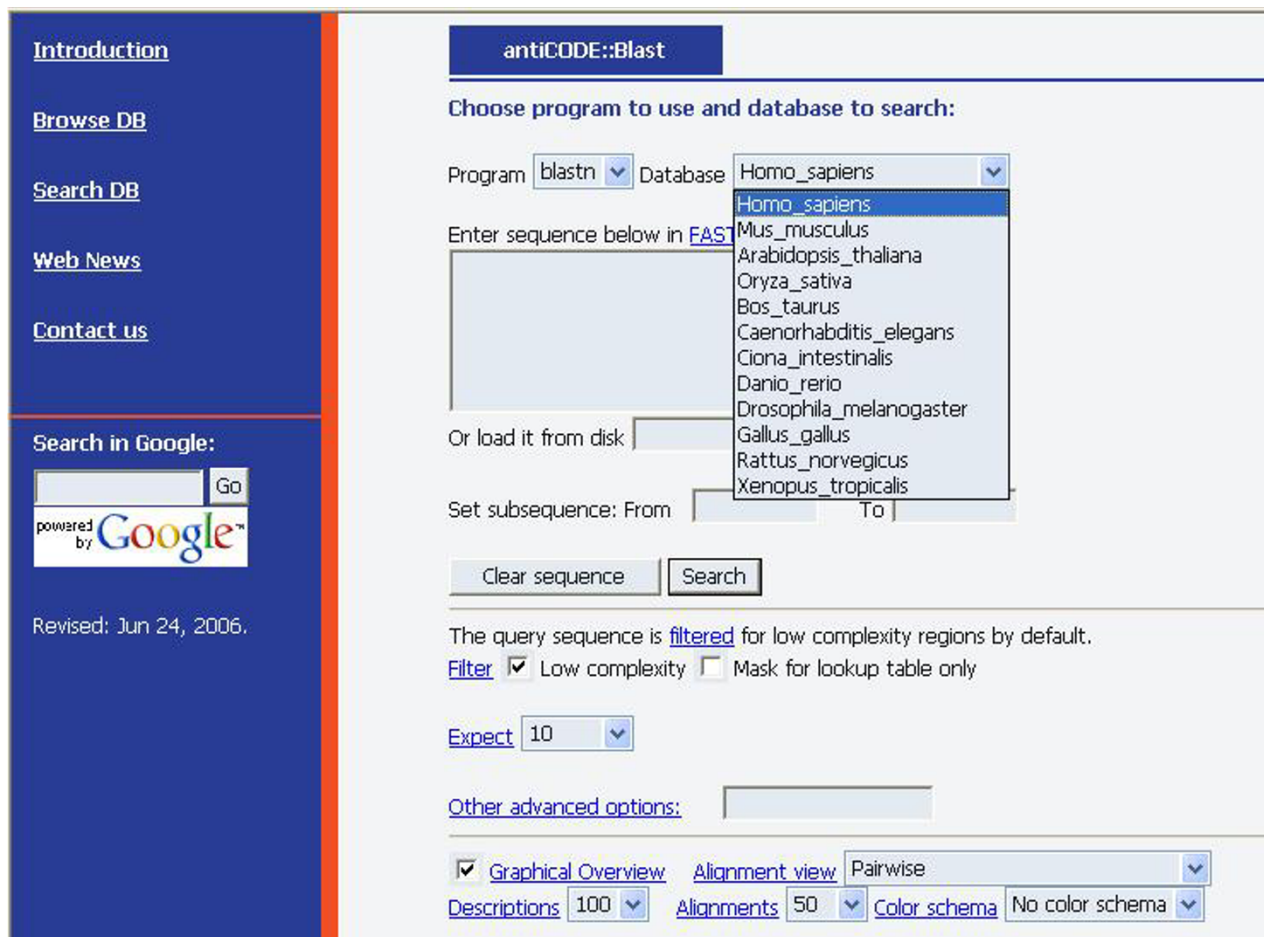 Introduction
Browse DB
Search DB
Web News
Contact us
Search in Google:
Go
powered by Google™
Revised: Jun 24, 2006.
antiCODE::Blast
Choose program to use and database to search:
Program blastn Database Homo_sapiens
Homo_sapiens
Mus_musculus
Arabidopsis_thaliana
Oryza_sativa
Bos_taurus
Caenorhabditis_elegans
Ciona_intestinalis
Danio_rerio
Drosophila_melanogaster
Gallus_gallus
Rattus_norvegicus
Xenopus_tropicalis
Enter sequence below in FAST
Or load it from disk
Set subsequence: From To
Clear sequence Search
The query sequence is filtered for low complexity regions by default.
Filter Low complexity Mask for lookup table only
Expect 10
Other advanced options:
Graphical Overview Alignment view Pairwise
Descriptions 100 Alignments 50 Color schema No color schema